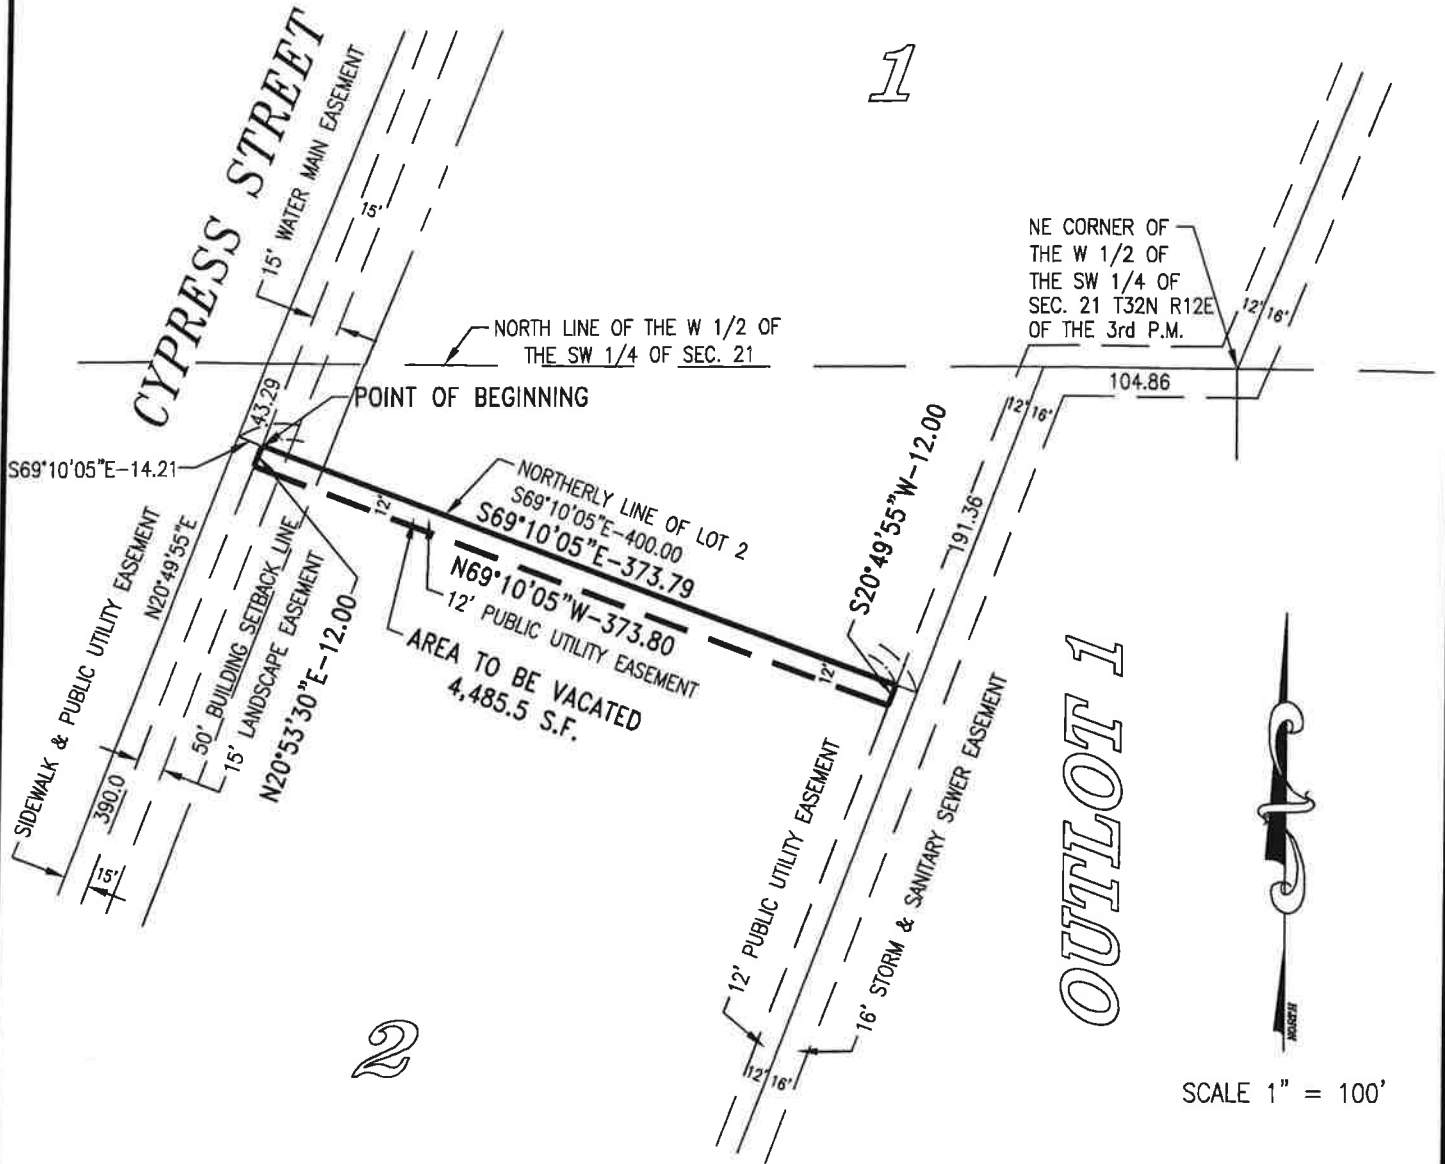 1
CYPRESS STREET
15' WATER MAIN EASEMENT
15'
NE CORNER OF
THE W 1/2 OF
THE SW 1/4 OF
SEC. 21 T32N R12E
OF THE 3rd P.M.
12' 16'
NORTH LINE OF THE W 1/2 OF
THE SW 1/4 OF SEC. 21
104.86
12' 16'
43.29
POINT OF BEGINNING
S69°10'05"E-14.21
NORTHERLY LINE OF LOT 2
S69°10'05"E-400.00
S69°10'05"E-373.79
12'
N69°10'05"W-373.80
12' PUBLIC UTILITY EASEMENT
AREA TO BE VACATED
4,485.5 S.F.
12'
S20°49'55"W-12.00
191.36
SIDEWALK & PUBLIC UTILITY EASEMENT
N20°49'55"E
50' BUILDING SETBACK LINE
15' LANDSCAPE EASEMENT
N20°53'30"E-12.00
390.0
15'
12' PUBLIC UTILITY EASEMENT
16' STORM & SANITARY SEWER EASEMENT
12' 16'
OUTLOT 1
2
NORTH
SCALE 1" = 100'